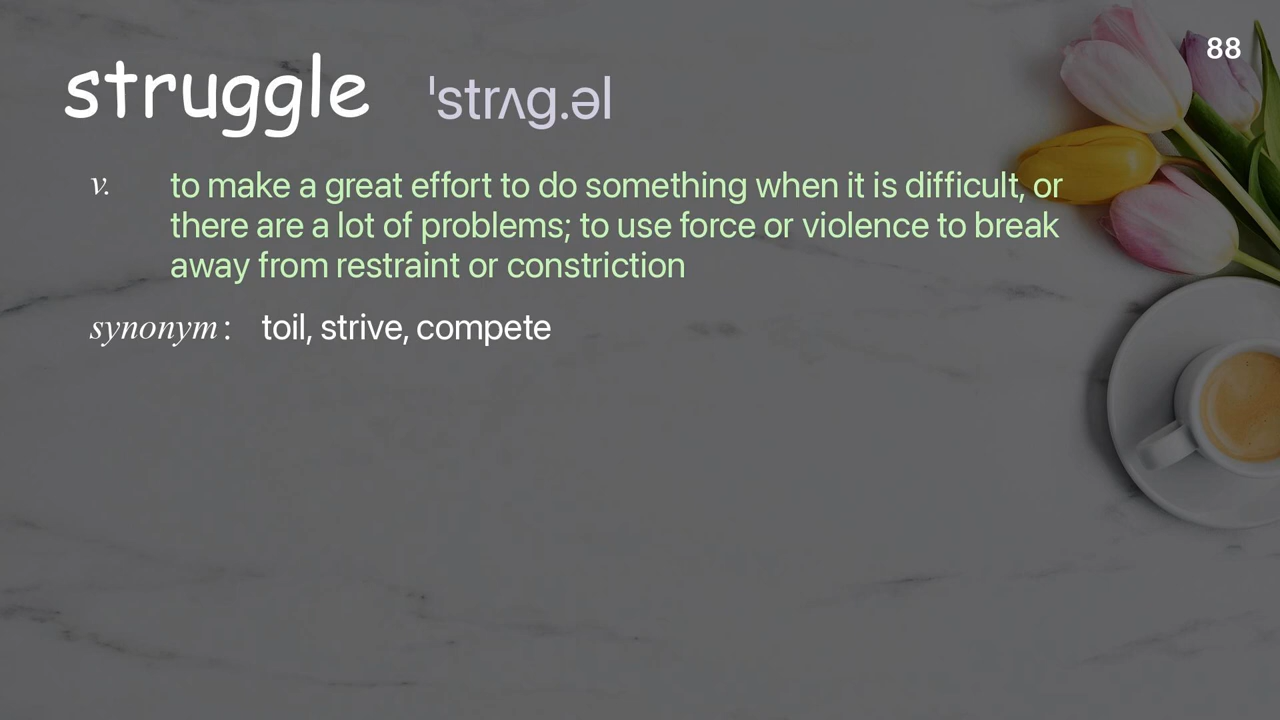 88
struggle ˈstrʌg.əl
v. to make a great effort to do something when it is difficult, or
there are a lot of problems; to use force or violence to break
away from restraint or constriction
synonym : toil, strive, compete